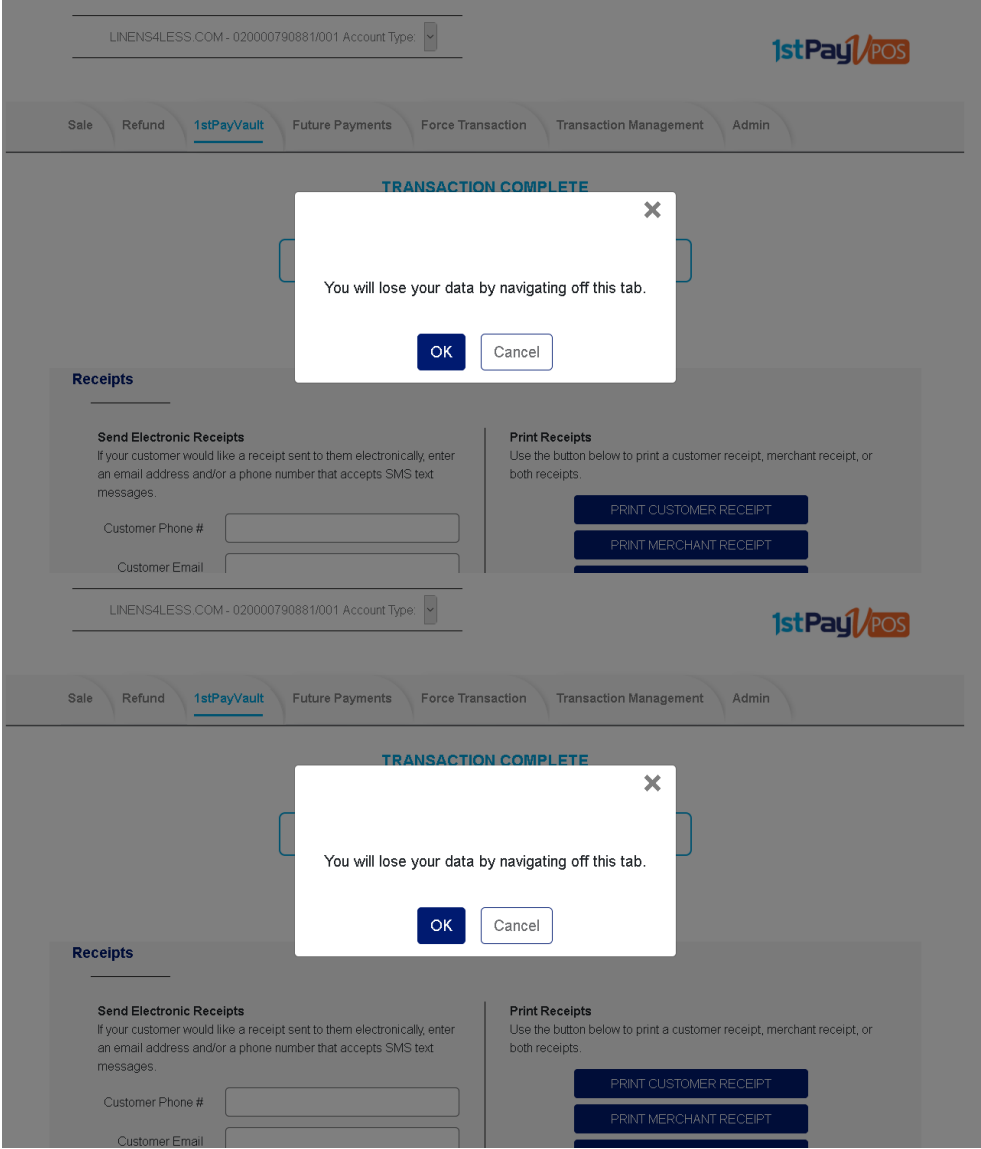 LINENS4LESS.COM - 020000790881/001 Account Type:
1stPay/POS
Sale Refund 1stPayVault Future Payments Force Transaction Transaction Management Admin
TRANSACTION COMPLETE
You will lose your data by navigating off this tab.
OK Cancel
Receipts
Send Electronic Receipts
If your customer would like a receipt sent to them electronically, enter
an email address and/or a phone number that accepts SMS text
messages.
Customer Phone #
Customer Email
Print Receipts
Use the button below to print a customer receipt, merchant receipt, or
both receipts.
PRINT CUSTOMER RECEIPT
PRINT MERCHANT RECEIPT
LINENS4LESS.COM - 020000790881/001 Account Type:
1stPay/POS
Sale Refund 1stPayVault Future Payments Force Transaction Transaction Management Admin
TRANSACTION COMPLETE
You will lose your data by navigating off this tab.
OK Cancel
Receipts
Send Electronic Receipts
If your customer would like a receipt sent to them electronically, enter
an email address and/or a phone number that accepts SMS text
messages.
Customer Phone #
Customer Email
Print Receipts
Use the button below to print a customer receipt, merchant receipt, or
both receipts.
PRINT CUSTOMER RECEIPT
PRINT MERCHANT RECEIPT